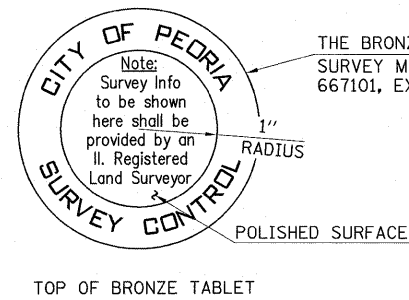 CITY OF PEORIA
Note:
Survey Info
to be shown
here shall be
provided by an
Il. Registered
Land Surveyor
SURVEY CONTROL
THE BRONZ
SURVEY M
667101, EX
1"
RADIUS
POLISHED SURFACE
TOP OF BRONZE TABLET